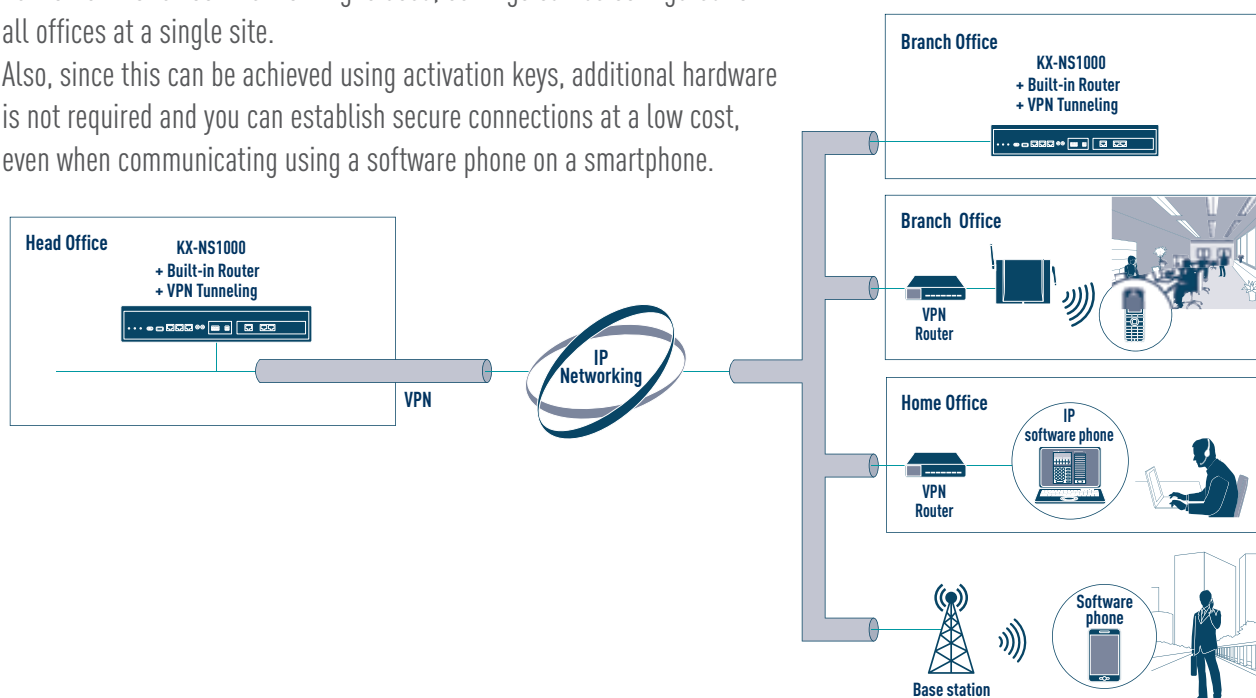 all offices at a single site.
Also, since this can be achieved using activation keys, additional hardware
is not required and you can establish secure connections at a low cost,
even when communicating using a software phone on a smartphone.
Head Office
KX-NS1000
+ Built-in Router
+ VPN Tunneling
VPN
IP
Networking
Branch Office
KX-NS1000
+ Built-in Router
+ VPN Tunneling
Branch Office
VPN
Router
Home Office
IP
software phone
VPN
Router
Software
phone
Base station